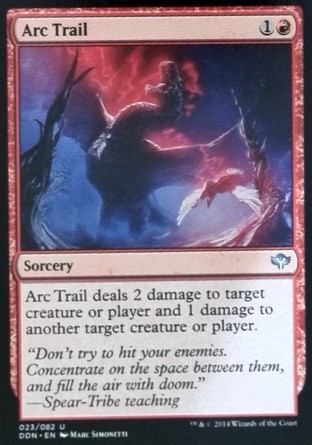 Arc Trail 1
Sorcery
Arc Trail deals 2 damage to target
creature or player and 1 damage to
another target creature or player.
"Don't try to hit your enemies.
Concentrate on the space between them,
and fill the air with doom."
—Spear-Tribe teaching
023/082 U
DDN • EN Marc Simonetti
™ & © 2014 Wizards of the Coast